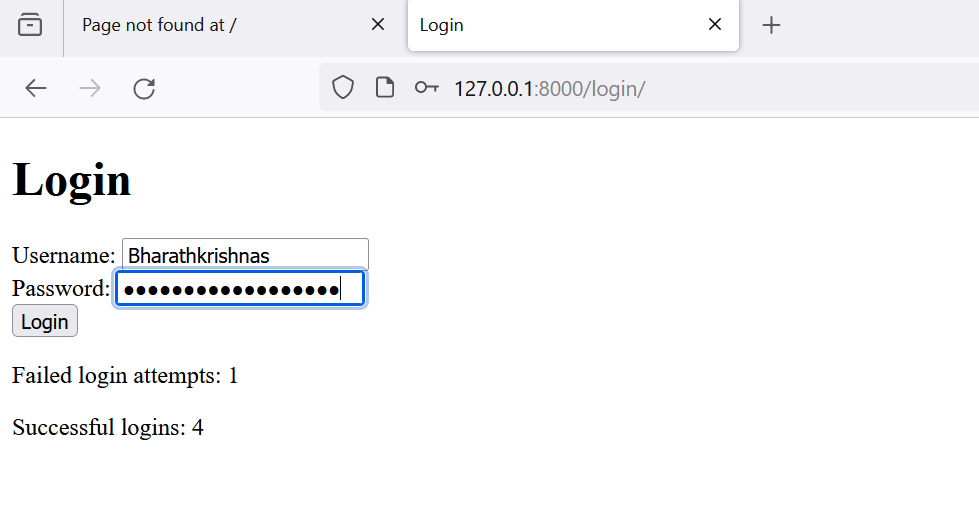 Page not found at /
Login
127.0.0.1:8000/login/
Login
Username: Bharathkrishnas
Password: ●●●●●●●●●●●●●●●●●●
Login
Failed login attempts: 1
Successful logins: 4